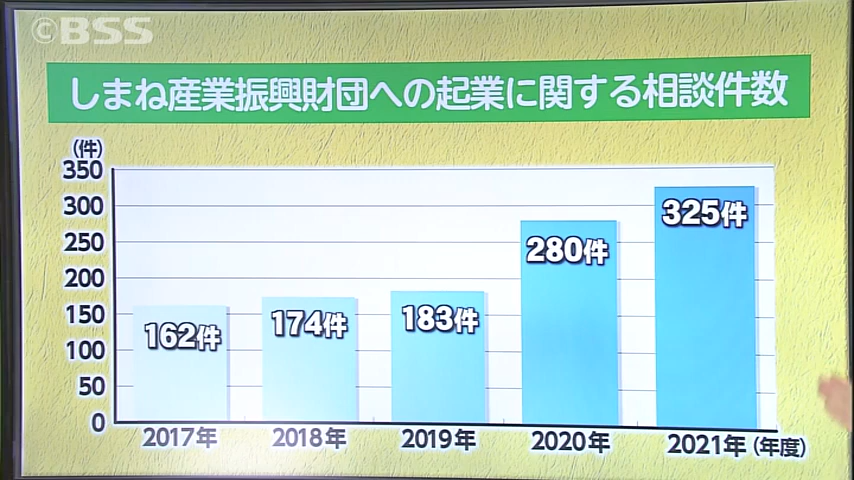 ©BSS
しまね産業振興財団への起業に関する相談件数
(件)
350
300
250
200
150
100
50
0
162件
174件
183件
280件
325件
2017年
2018年
2019年
2020年
2021年(年度)